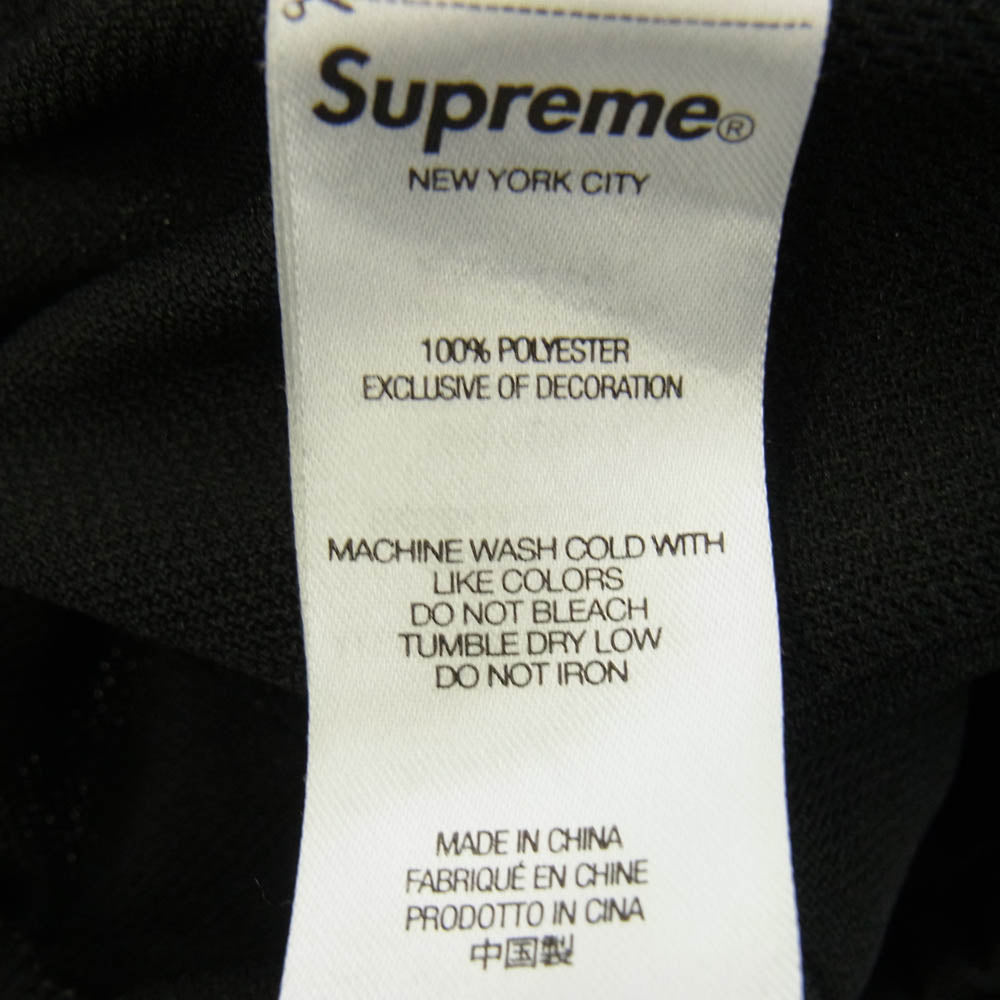 Supreme®
NEW YORK CITY
100% POLYESTER
EXCLUSIVE OF DECORATION
MACHINE WASH COLD WITH
LIKE COLORS
DO NOT BLEACH
TUMBLE DRY LOW
DO NOT IRON
MADE IN CHINA
FABRIQUÉ EN CHINE
PRODOTTO IN CINA
中国製